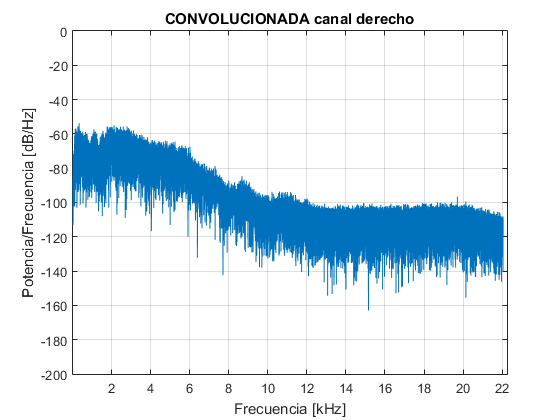 CONVOLUCIONADA canal derecho
0
-20
-40
-60
-80
-100
-120
-140
-160
-180
-200
Potencia/Frecuencia [dB/Hz]
2 4 6 8 10 12 14 16 18 20 22
Frecuencia [kHz]